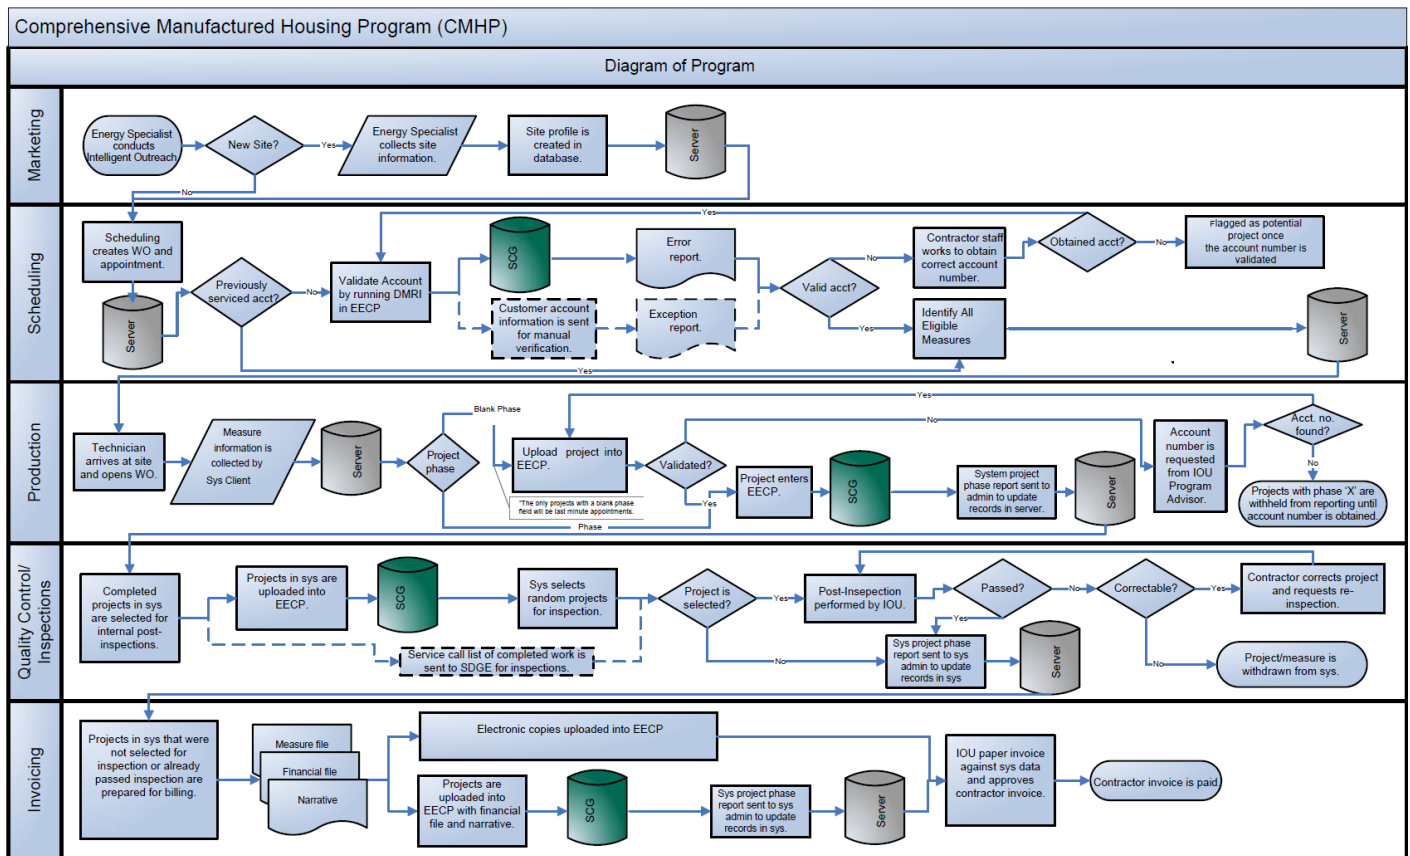 Comprehensive Manufactured Housing Program (CMHP)
Diagram of Program
Marketing
Energy Specialist
conducts
Intelligent Outreach
New Site?
Yes
No
Energy Specialist
collects site
information.
Site profile is
created in
database.
Server
Scheduling
Scheduling
creates WO and
appointment.
Server
Previously
serviced acct?
No
Yes
Validate Account
by running DMRI
in EECP
SCG
Customer account
information is sent
for manual
verification.
Error
report.
Exception
report.
Valid acct?
No
Yes
Contractor staff
works to obtain
correct account
number.
Identify All
Eligible
Measures
Obtained acct?
Yes
No
Flagged as potential
project once
the account number is
validated
Server
Production
Technician
arrives at site
and opens WO.
Measure
information is
collected by
Sys Client
Server
Project
phase
Blank Phase
Phase
Upload project into
EECP.
*The only projects with a blank phase
field will be last minute appointments.
Validated?
No
Yes
Project enters
EECP.
SCG
System project
phase report sent to
admin to update
records in server.
Server
Account
number is
requested
from IOU
Program
Advisor.
Acct. no.
found?
Yes
No
Projects with phase 'X' are
withheld from reporting until
account number is obtained.
Quality Control/
Inspections
Completed
projects in sys
are selected for
internal post-
inspections.
Projects in sys are
uploaded into
EECP.
SCG
Service call list of completed work is
sent to SDGE for inspections.
Sys selects
random projects
for inspection.
Project is
selected?
Yes
No
Post-Insepection
performed by IOU.
Passed?
No
Yes
Sys project phase
report sent to sys
admin to update
records in sys
Server
Correctable?
Yes
No
Contractor corrects project
and requests re-
inspection.
Project/measure is
withdrawn from sys.
Invoicing
Projects in sys that were
not selected for
inspection or already
passed inspection are
prepared for billing.
Measure file
Financial file
Narrative
Electronic copies uploaded into EECP
Projects are
uploaded into
EECP with financial
file and narrative.
SCG
Sys project phase
report sent to sys
admin to update
records in sys.
Server
IOU paper invoice
against sys data
and approves
contractor invoice.
Contractor invoice is paid.